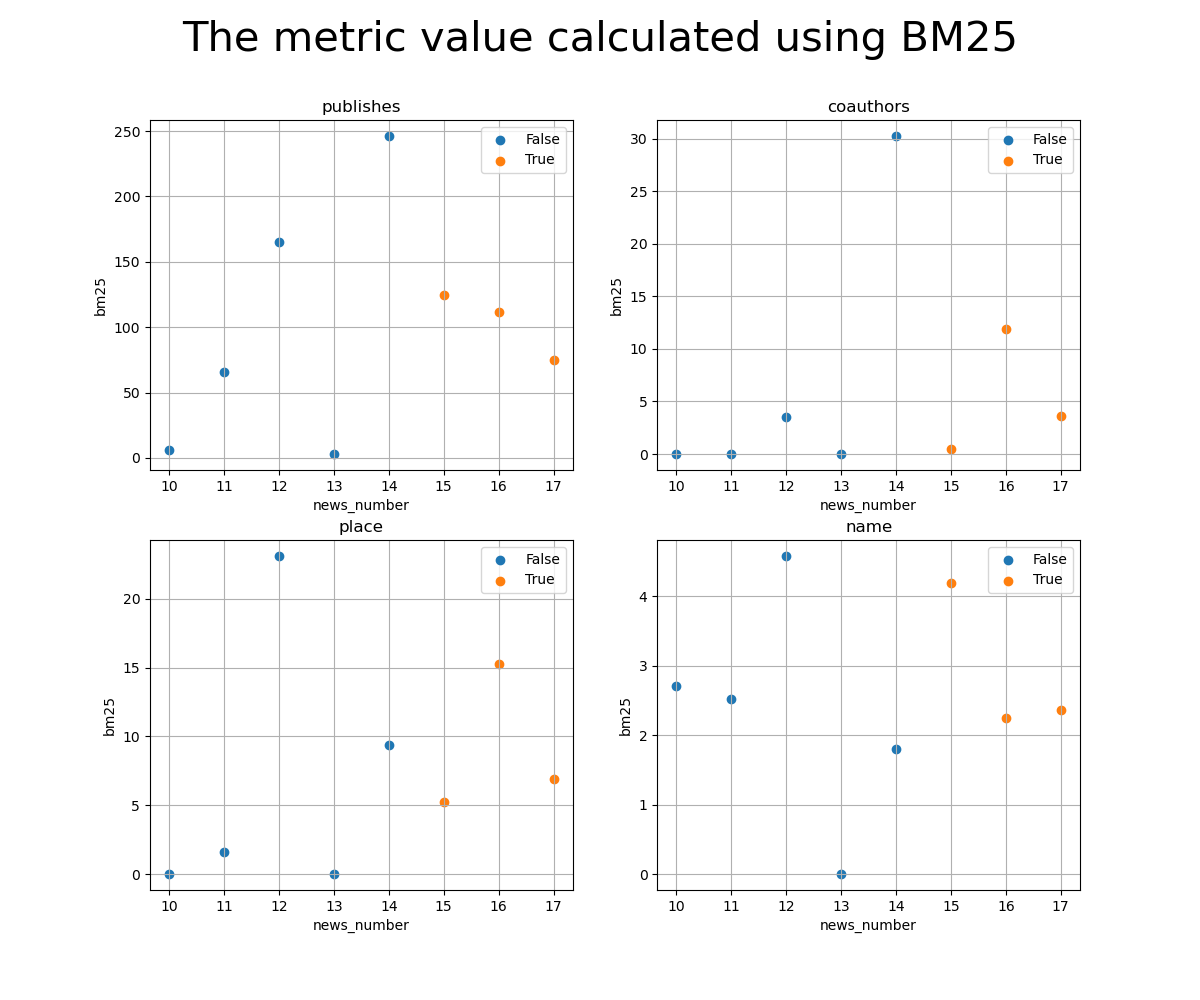 The metric value calculated using BM25
publishes
250
200
150
100
50
0
bm25
10 11 12 13 14 15 16 17
news_number
False
True
coauthors
30
25
20
15
10
5
0
bm25
10 11 12 13 14 15 16 17
news_number
False
True
place
20
15
10
5
0
bm25
10 11 12 13 14 15 16 17
news_number
False
True
name
4
3
2
1
0
bm25
10 11 12 13 14 15 16 17
news_number
False
True